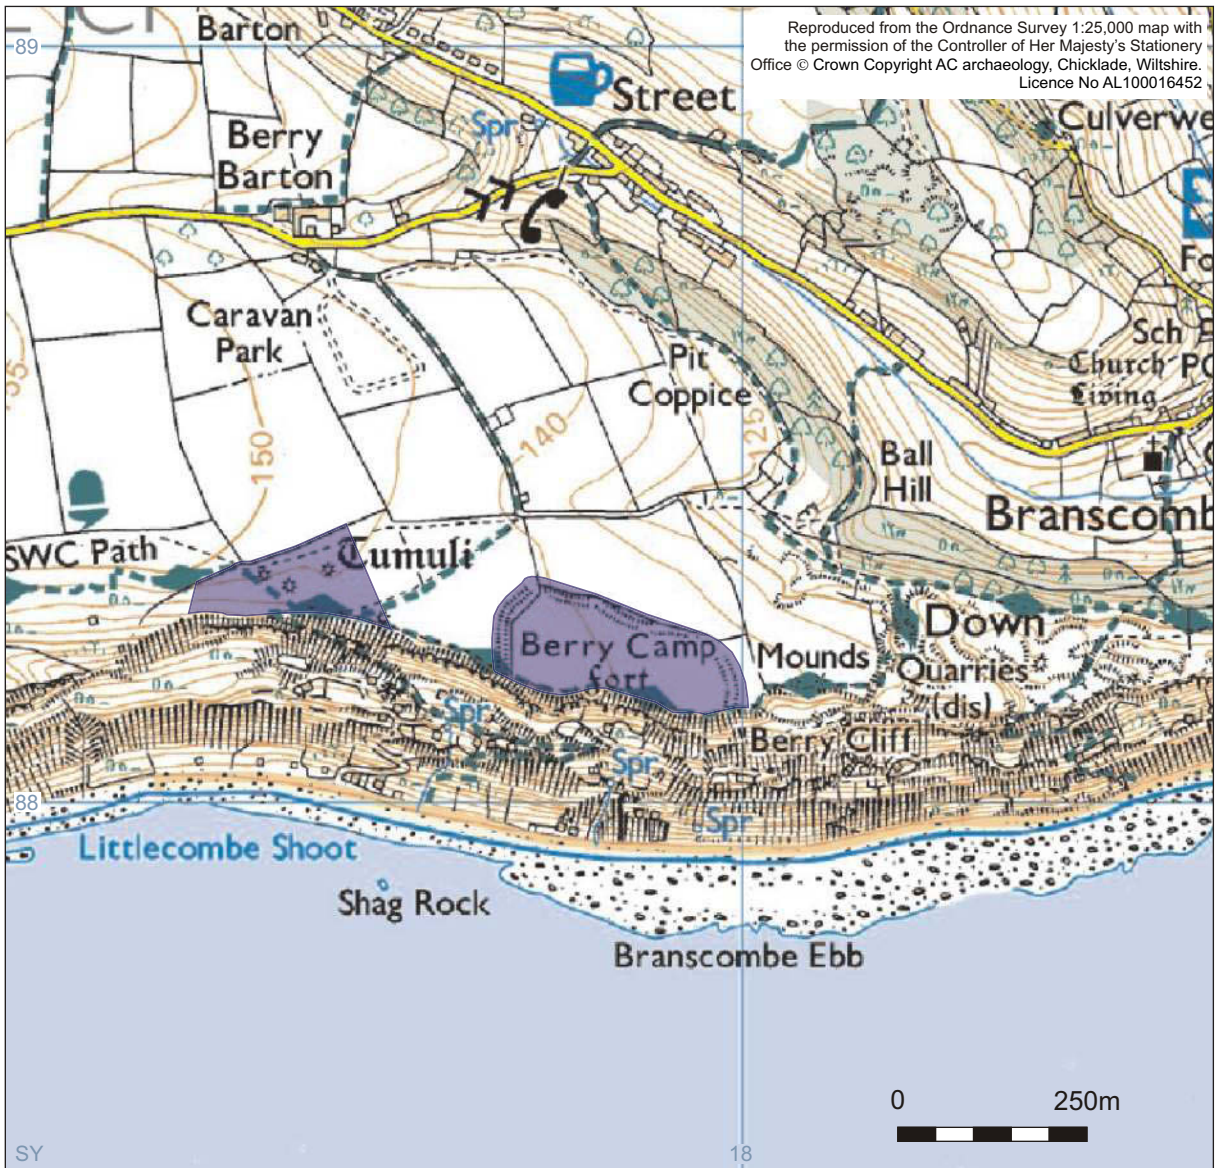 Reproduced from the Ordnance Survey 1:25,000 map with
the permission of the Controller of Her Majesty's Stationery
Office © Crown Copyright AC archaeology, Chicklade, Wiltshire.
Licence No AL100016452
89
Barton
Street
Spr
Culverwe
Berry
Barton
Fo
Caravan
Park
Sch
Church PO
Living
Pit
Coppice
155
150
140
125
Ball
Hill
Branscomb
SWC Path
Tumuli
Down
Berry Camp
fort
Mounds
Quarries
(dis)
Spr
Berry Cliff
Spr
Spr
88
Littlecombe Shoot
Shag Rock
Branscombe Ebb
0 250m
SY
18